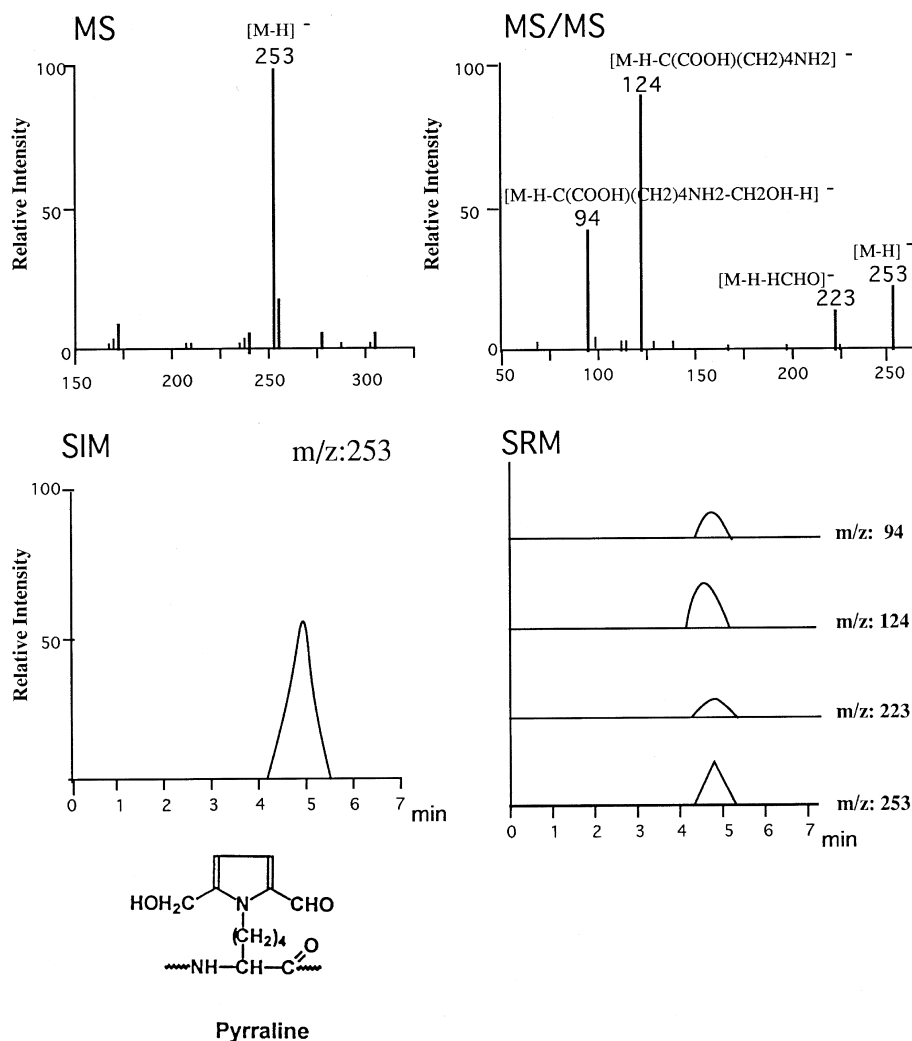 MS
[M-H] -
253
100
50
0
Relative Intensity
150 200 250 300
MS/MS
[M-H-C(COOH)(CH2)4NH2] -
124
100
[M-H-C(COOH)(CH2)4NH2-CH2OH-H] -
50
94
[M-H]-
[M-H-HCHO]-
253
223
0
Relative Intensity
50 100 150 200 250
SIM
m/z:253
100
50
Relative Intensity
0 1 2 3 4 5 6 7 min
SRM
m/z: 94
m/z: 124
m/z: 223
m/z: 253
0 1 2 3 4 5 6 7 min
HOH2C N CHO
(CH2)4 O
NH CH C
Pyrraline